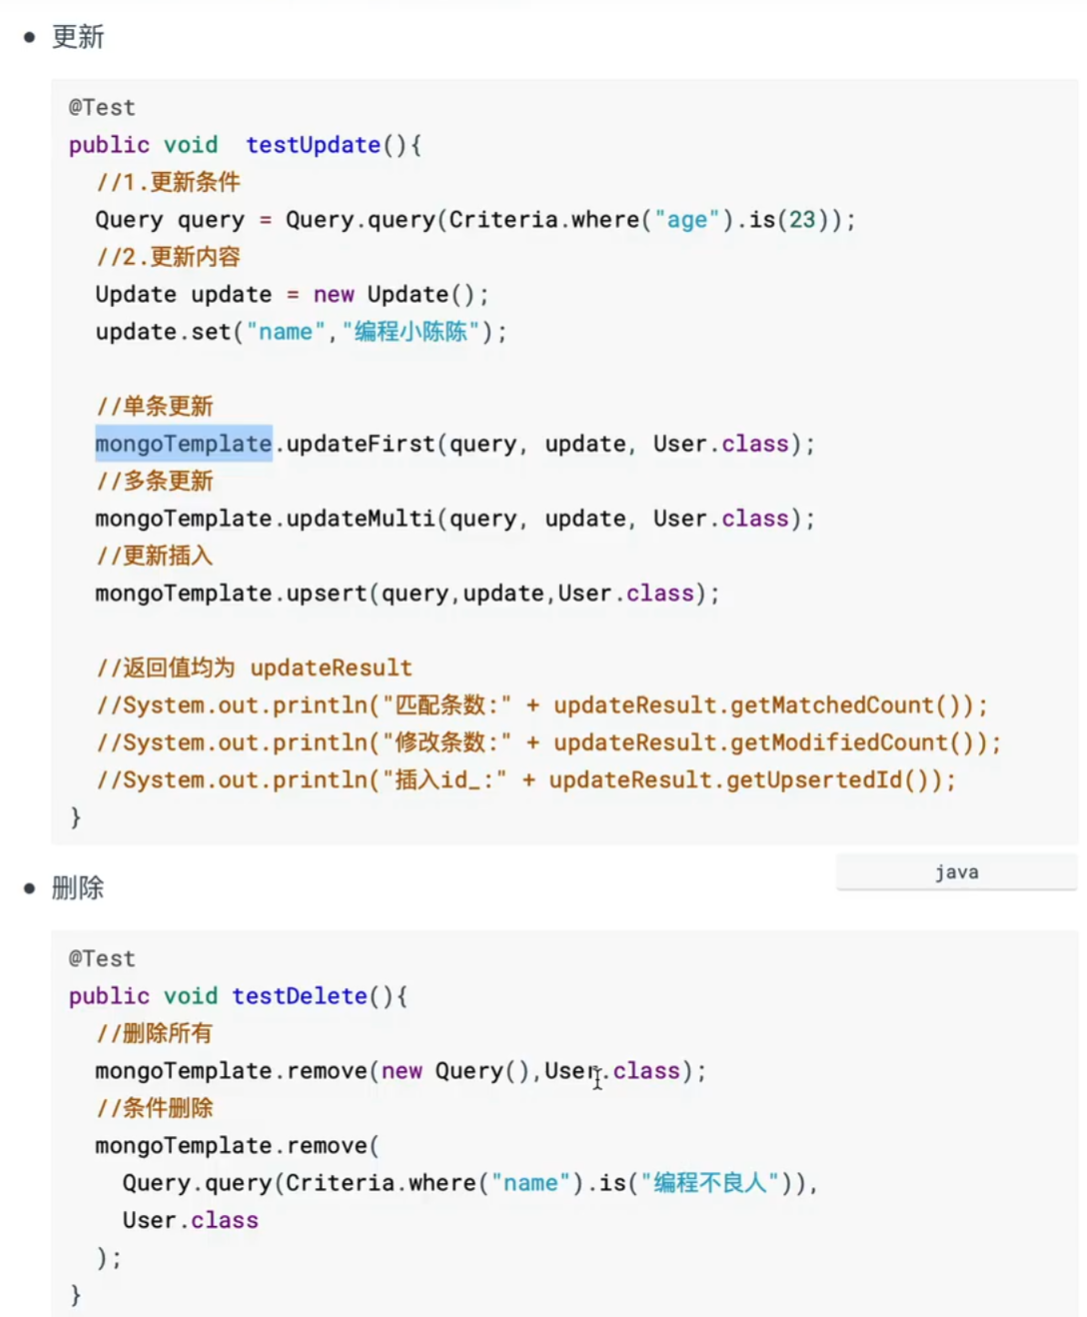 更新
@Test
public void  testUpdate(){
  //1.更新条件
  Query query = Query.query(Criteria.where("age").is(23));
  //2.更新内容
  Update update = new Update();
  update.set("name","编程小陈陈");
  //单条更新
  mongoTemplate.updateFirst(query, update, User.class);
  //多条更新
  mongoTemplate.updateMulti(query, update, User.class);
  //更新插入
  mongoTemplate.upsert(query,update,User.class);
  //返回值均为 updateResult
  //System.out.println("匹配条数:" + updateResult.getMatchedCount());
  //System.out.println("修改条数:" + updateResult.getModifiedCount());
  //System.out.println("插入id_:" + updateResult.getUpsertedId());
}
java
删除
@Test
public void testDelete(){
  //删除所有
  mongoTemplate.remove(new Query(),User.class);
  //条件删除
  mongoTemplate.remove(
    Query.query(Criteria.where("name").is("编程不良人")),
    User.class
  );
}